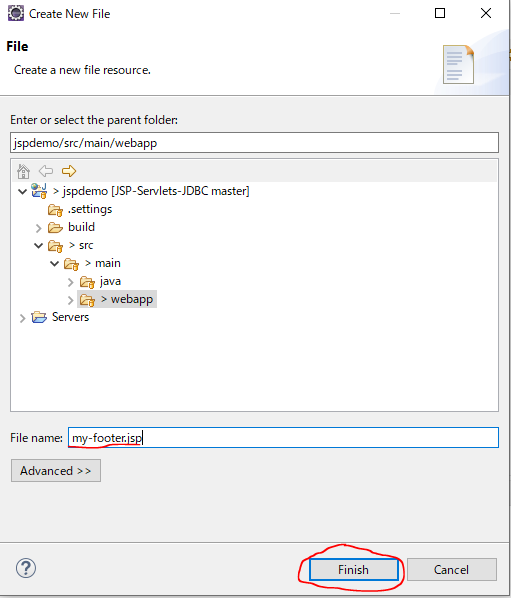 Create New File
File
Create a new file resource.
Enter or select the parent folder:
jspdemo/src/main/webapp
> jspdemo [JSP-Servlets-JDBC master]
.settings
build
> src
> main
java
> webapp
Servers
File name: my-footer.jsp
Advanced >>
? Finish Cancel